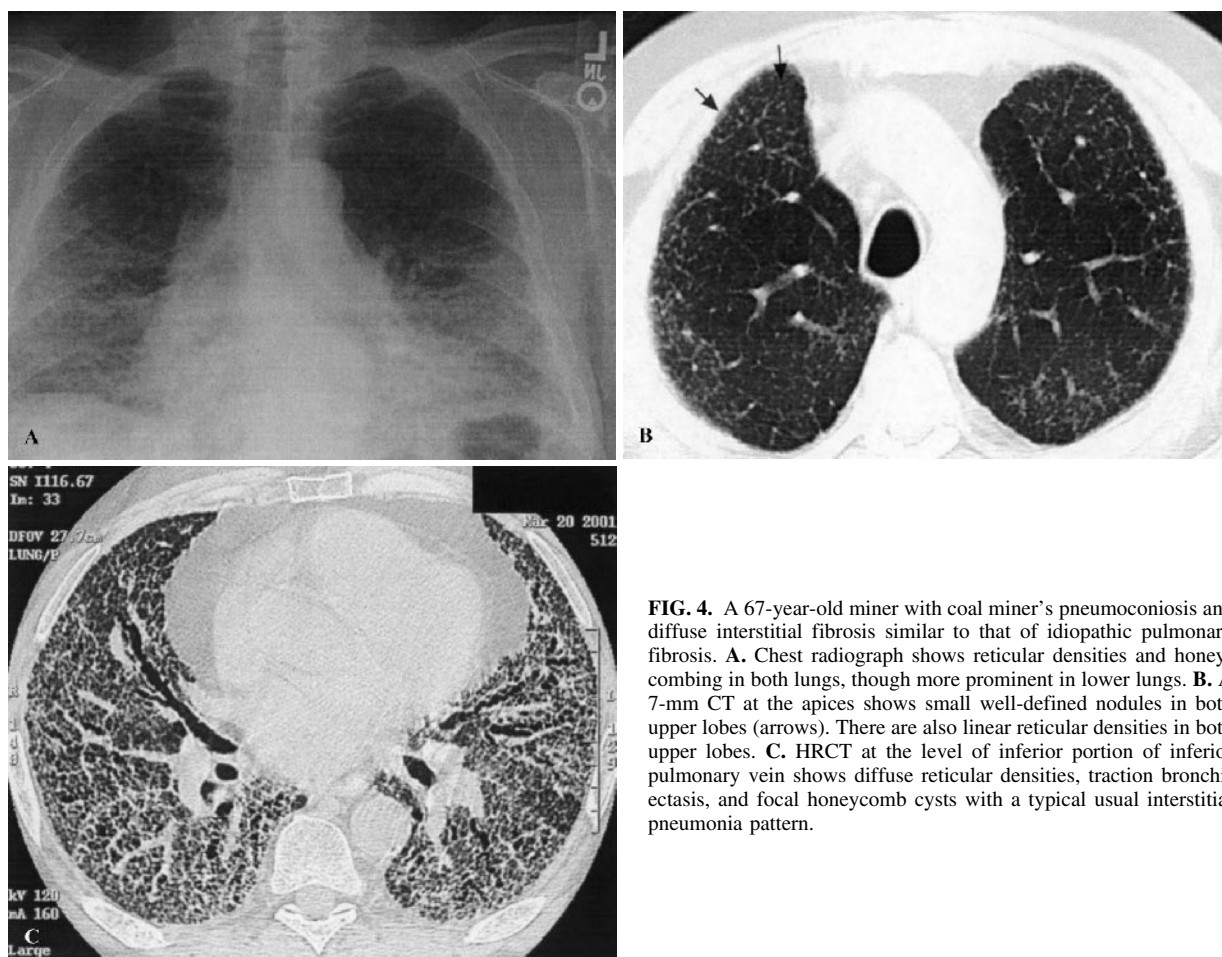 L
NJ
A
B
SN I116.67
Im: 33
DFOV 27.7cm
LUNG/P
Mar 20 2001
512
R
L
kV 120
mA 160
Large
C
FIG. 4. A 67-year-old miner with coal miner's pneumoconiosis an
diffuse interstitial fibrosis similar to that of idiopathic pulmonar
fibrosis. A. Chest radiograph shows reticular densities and honey
combing in both lungs, though more prominent in lower lungs. B.
7-mm CT at the apices shows small well-defined nodules in bot
upper lobes (arrows). There are also linear reticular densities in bot
upper lobes. C. HRCT at the level of inferior portion of inferio
pulmonary vein shows diffuse reticular densities, traction bronchi
ectasis, and focal honeycomb cysts with a typical usual interstitia
pneumonia pattern.